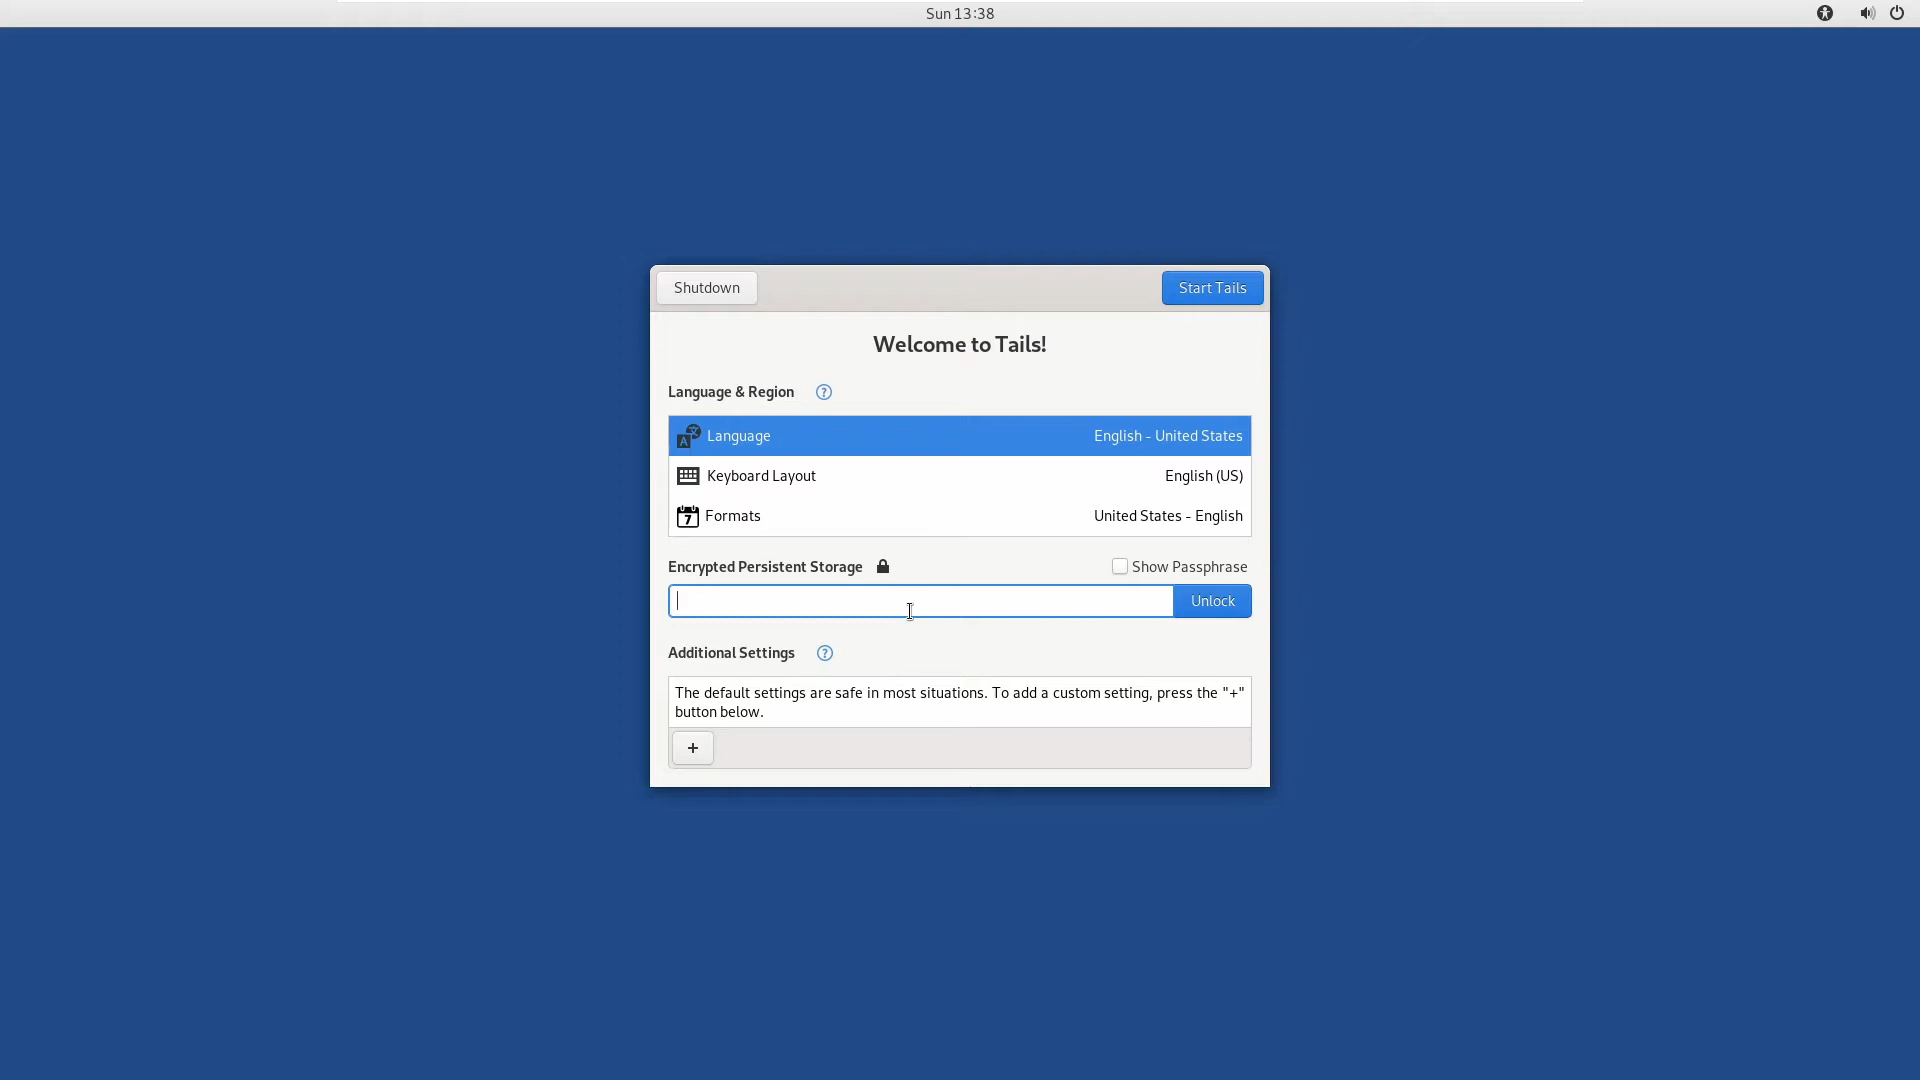 Sun 13:38
Shutdown
Start Tails
Welcome to Tails!
Language & Region ?
Language English - United States
Keyboard Layout English (US)
7 Formats United States - English
Encrypted Persistent Storage Show Passphrase
Unlock
Additional Settings ?
The default settings are safe in most situations. To add a custom setting, press the "+"
button below.
+